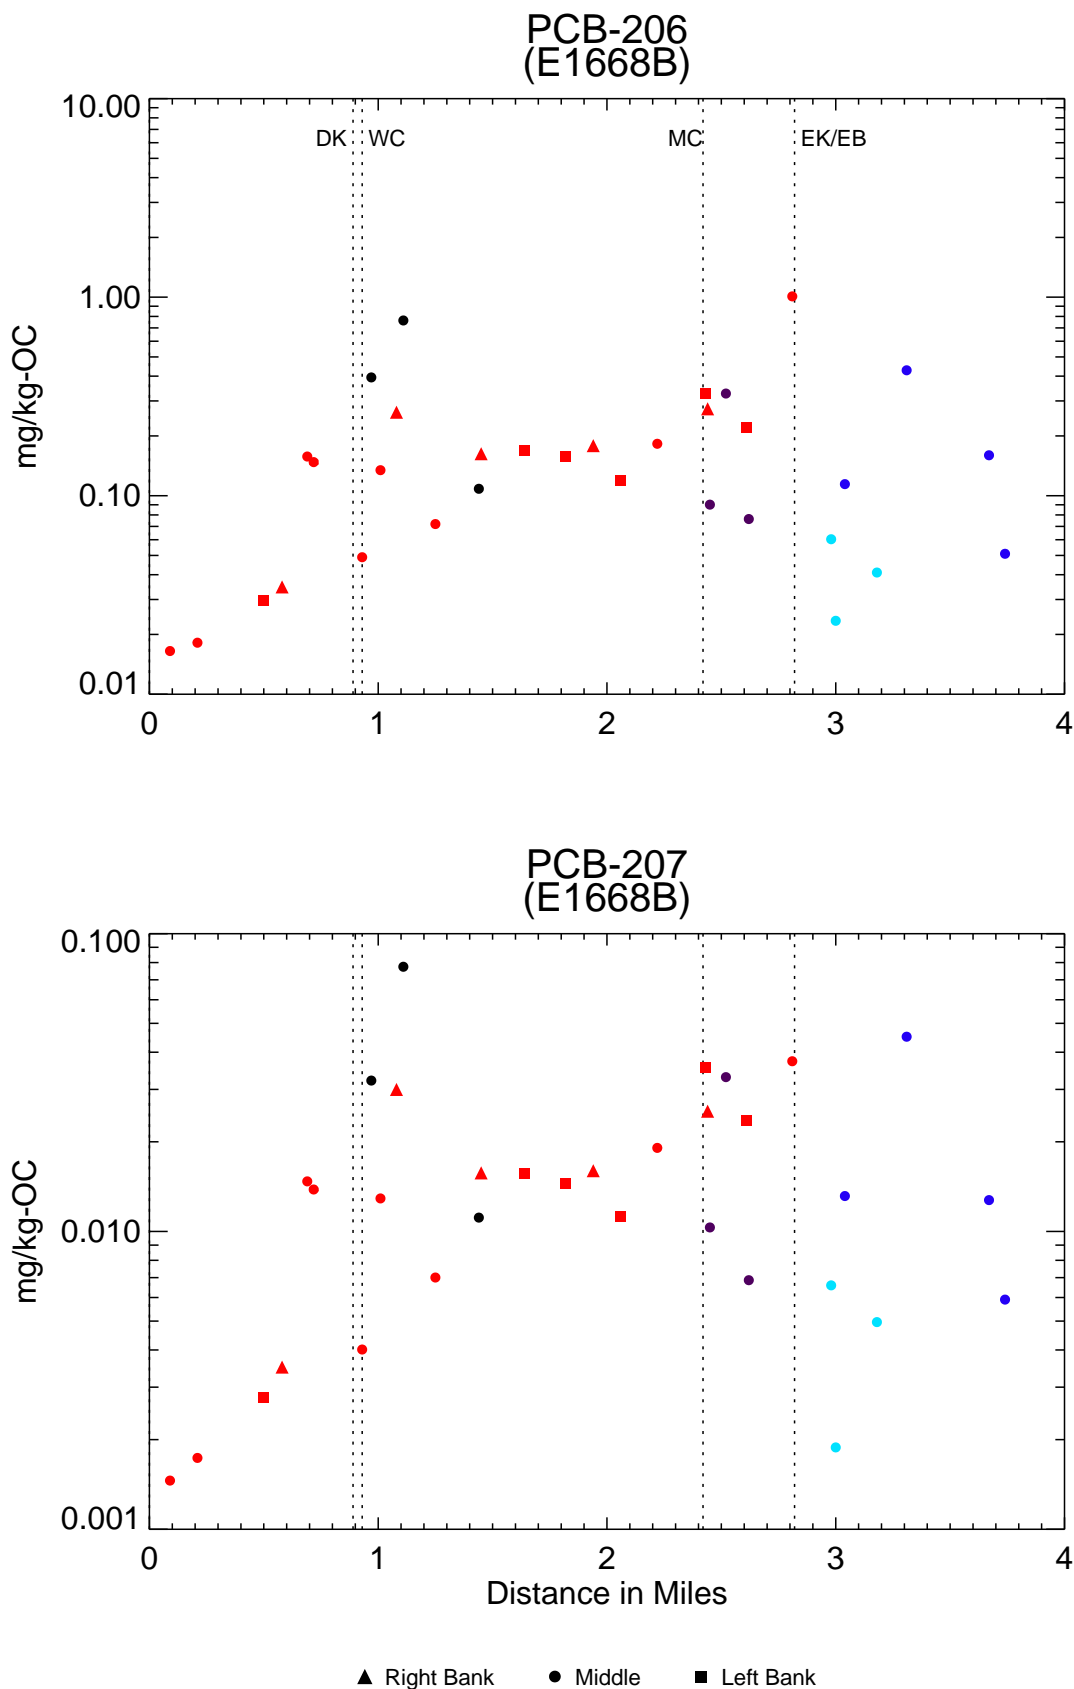 PCB-206
(E1668B)
10.00
DK WC MC EK/EB
1.00
mg/kg-OC
0.10
0.01
0 1 2 3 4
PCB-207
(E1668B)
0.100
mg/kg-OC
0.010
0.001
0 1 2 3 4
Distance in Miles
Right Bank Middle Left Bank